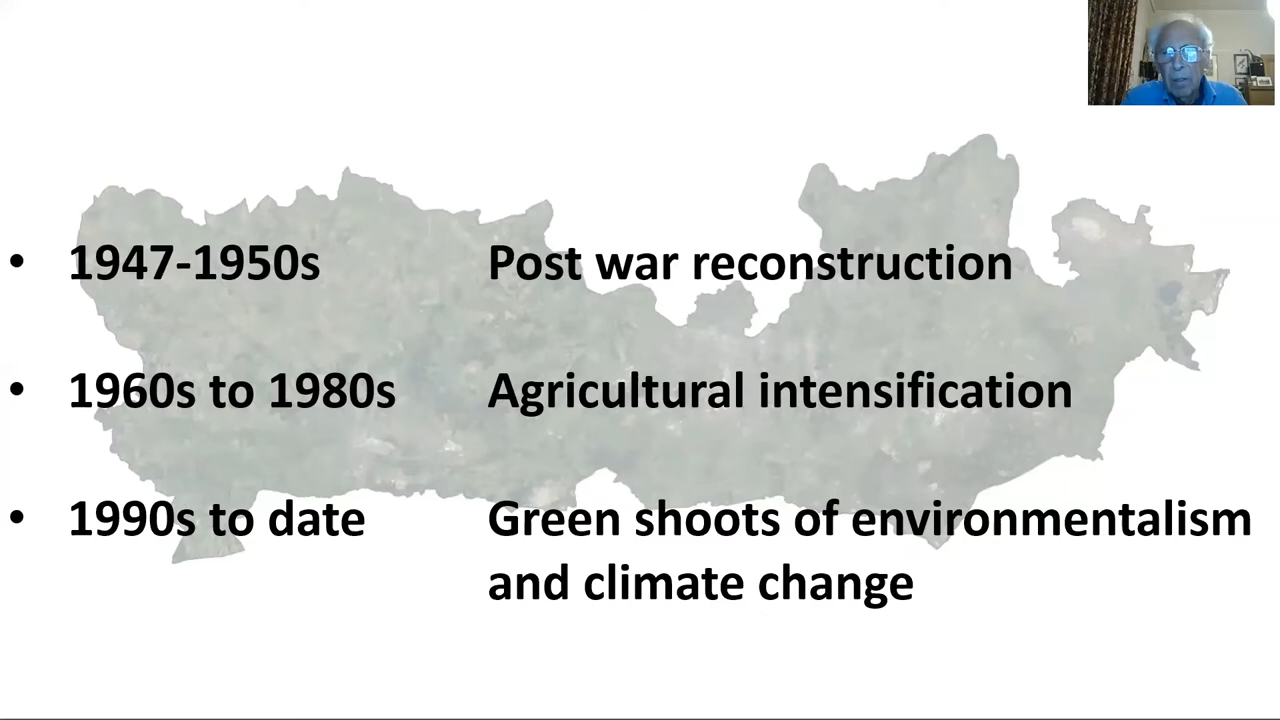 • 1947-1950s Post war reconstruction
• 1960s to 1980s Agricultural intensification
• 1990s to date Green shoots of environmentalism
and climate change